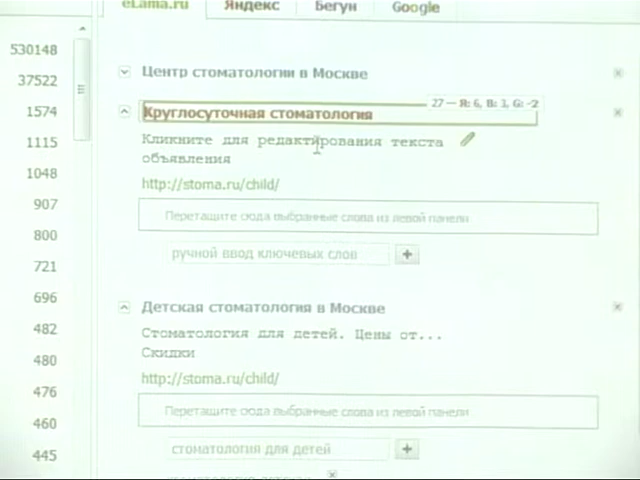 eLama.ru Яндекс Бегун Google
530148
37522
1574
1115
1048
907
800
721
696
482
480
476
460
445
Центр стоматологии в Москве
Круглосуточная стоматология
27 — Я: 6, В: 3, G: -2
Кликните для редактирования текста
объявления
http://stoma.ru/child/
Перетащите сюда выбранные слова из левой панели
ручной ввод ключевых слов
Детская стоматология в Москве
Стоматология для детей. Цены от...
Скидки
http://stoma.ru/child/
Перетащите сюда выбранные слова из левой панели
стоматология для детей